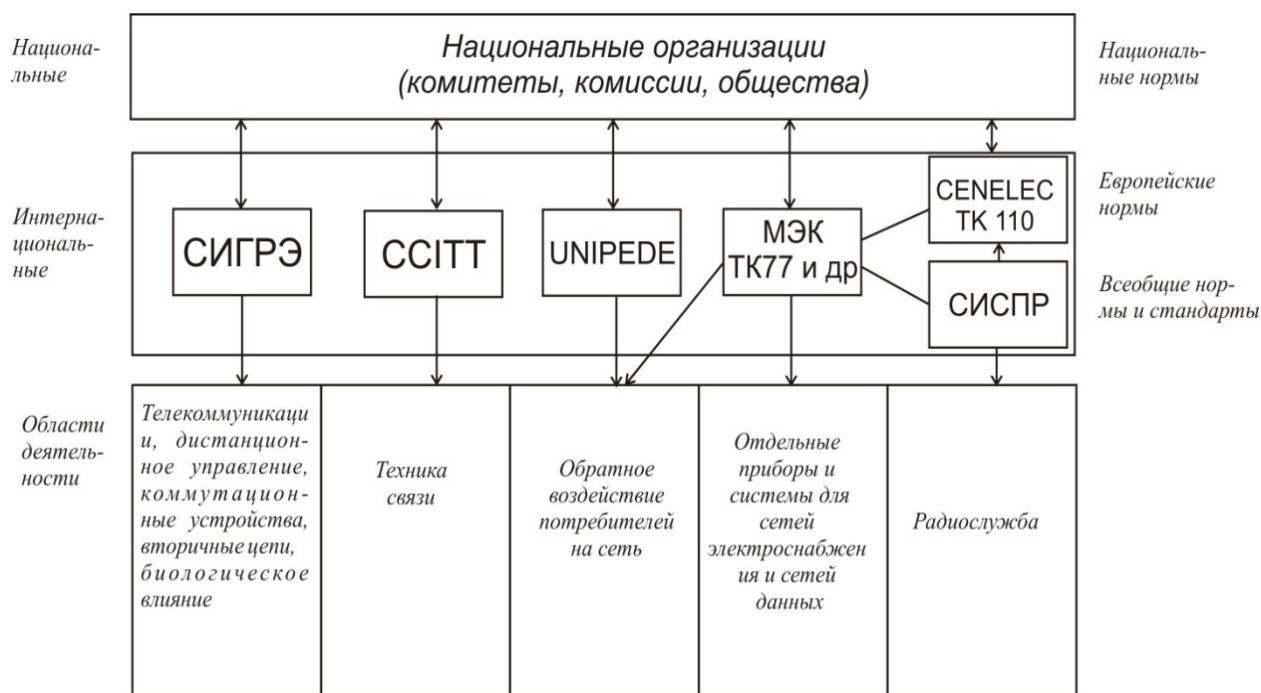 Национа-
льные
Национальные организации
(комитеты, комиссии, общества)
Националь-
ные нормы
Интерна-
циональ-
ные
СИГРЭ
CCITT
UNIPEDE
МЭК
ТК77 и др
CENELEC
TK 110
СИСПР
Европейские
нормы
Всеобщие нор-
мы и стандарты
Области
деятель-
ности
Телекоммуникаци
и, дистанцион-
ное управление,
коммутацион-
ные устройства,
вторичные цепи,
биологическое
влияние
Техника
связи
Обратное
воздействие
потребителей
на сеть
Отдельные
приборы и
системы для
сетей
электроснабжен
ия и сетей
данных
Радиослужба